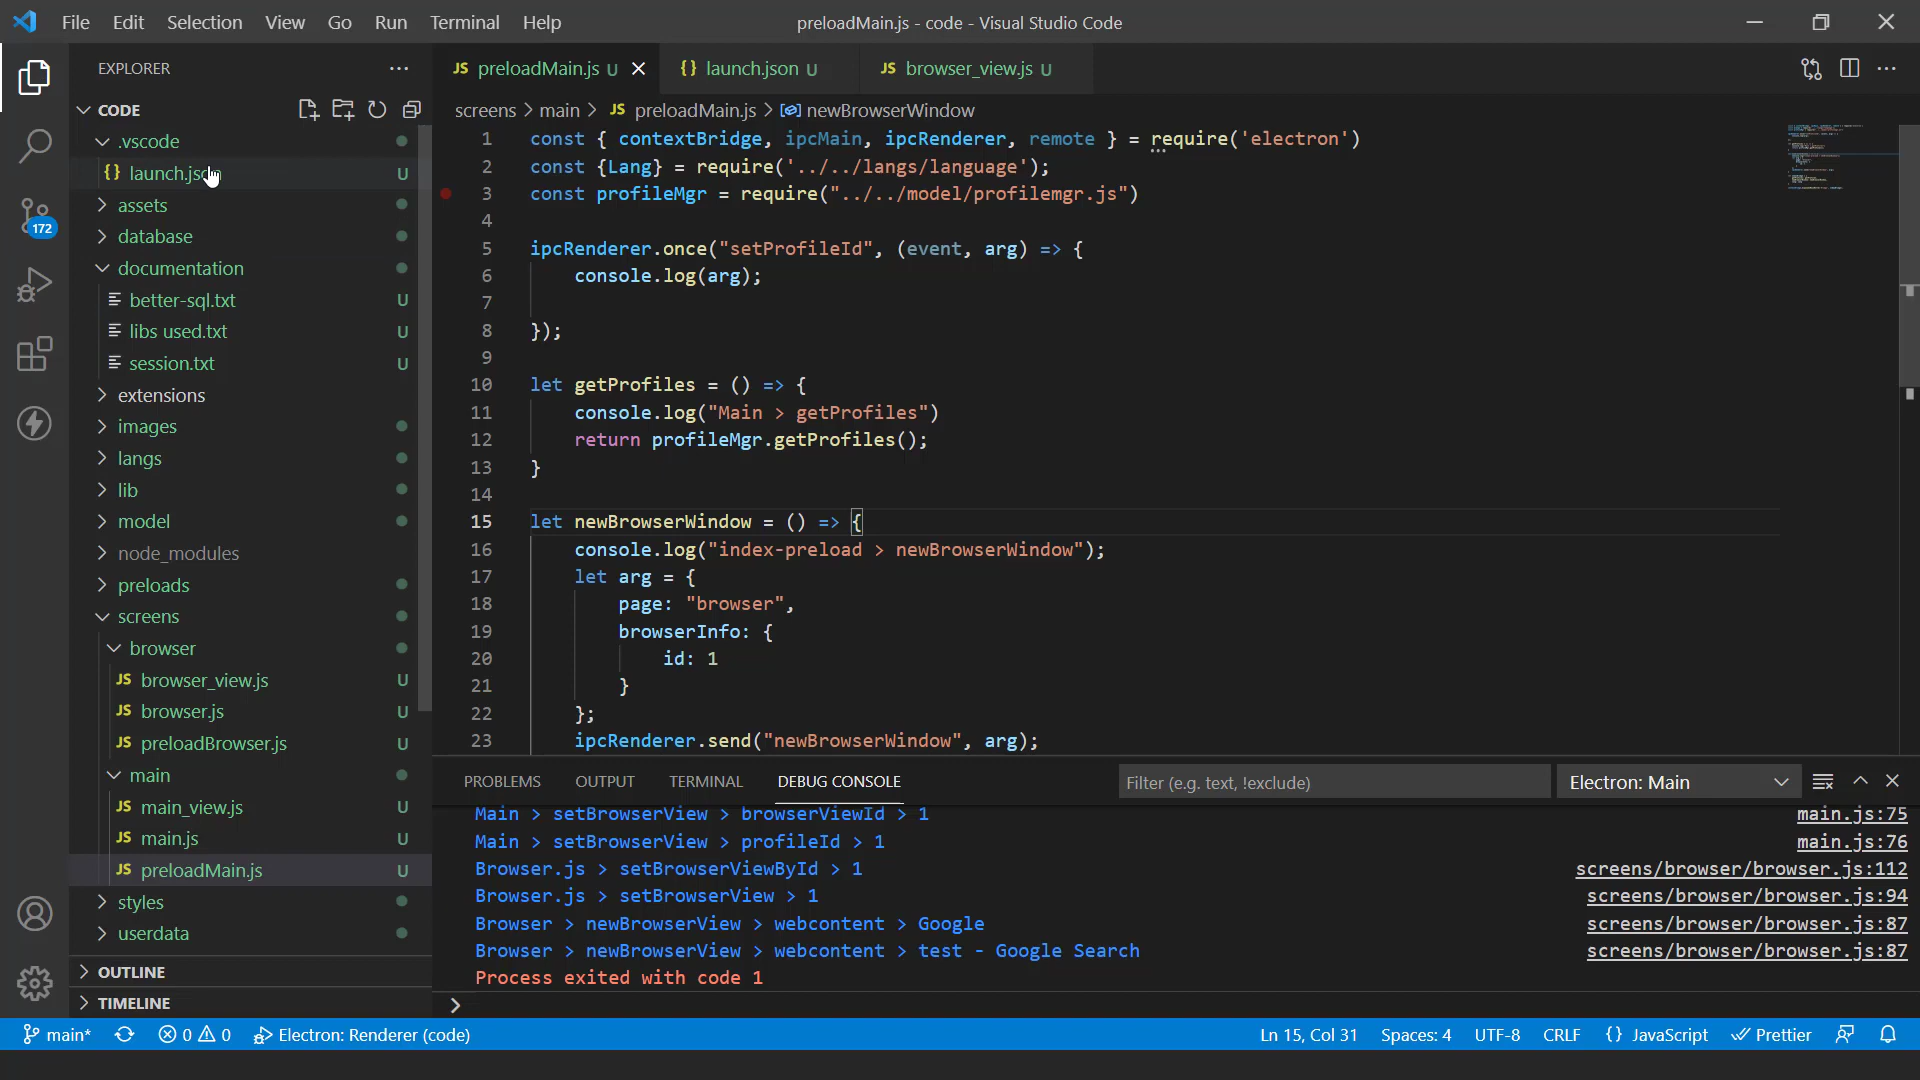 File Edit Selection View Go Run Terminal Help
preloadMain.js - code - Visual Studio Code
EXPLORER
CODE
.vscode
{} launch.js U
assets
database
documentation
better-sql.txt U
libs used.txt U
session.txt U
extensions
images
langs
lib
model
node_modules
preloads
screens
browser
JS browser_view.js U
JS browser.js U
JS preloadBrowser.js U
main
JS main_view.js U
JS main.js U
JS preloadMain.js U
styles
userdata
OUTLINE
TIMELINE
172
JS preloadMain.js U {} launch.json U JS browser_view.js U
screens > main > JS preloadMain.js > newBrowserWindow
1 const { contextBridge, ipcMain, ipcRenderer, remote } = require('electron')
2 const {Lang} = require('../../langs/language');
3 const profileMgr = require("../../model/profilemgr.js")
4
5 ipcRenderer.once("setProfileId", (event, arg) => {
6 console.log(arg);
7
8 });
9
10 let getProfiles = () => {
11 console.log("Main > getProfiles")
12 return profileMgr.getProfiles();
13 }
14
15 let newBrowserWindow = () => {
16 console.log("index-preload > newBrowserWindow");
17 let arg = {
18 page: "browser",
19 browserInfo: {
20 id: 1
21 }
22 };
23 ipcRenderer.send("newBrowserWindow", arg);
PROBLEMS OUTPUT TERMINAL DEBUG CONSOLE Filter (e.g. text, !exclude) Electron: Main
Main > setBrowserView > browserViewId > 1 main.js:75
Main > setBrowserView > profileId > 1 main.js:76
Browser.js > setBrowserViewById > 1 screens/browser/browser.js:112
Browser.js > setBrowserView > 1 screens/browser/browser.js:94
Browser > newBrowserView > webcontent > Google screens/browser/browser.js:87
Browser > newBrowserView > webcontent > test - Google Search screens/browser/browser.js:87
Process exited with code 1
>
main* 0 0 Electron: Renderer (code) Ln 15, Col 31 Spaces: 4 UTF-8 CRLF {} JavaScript Prettier